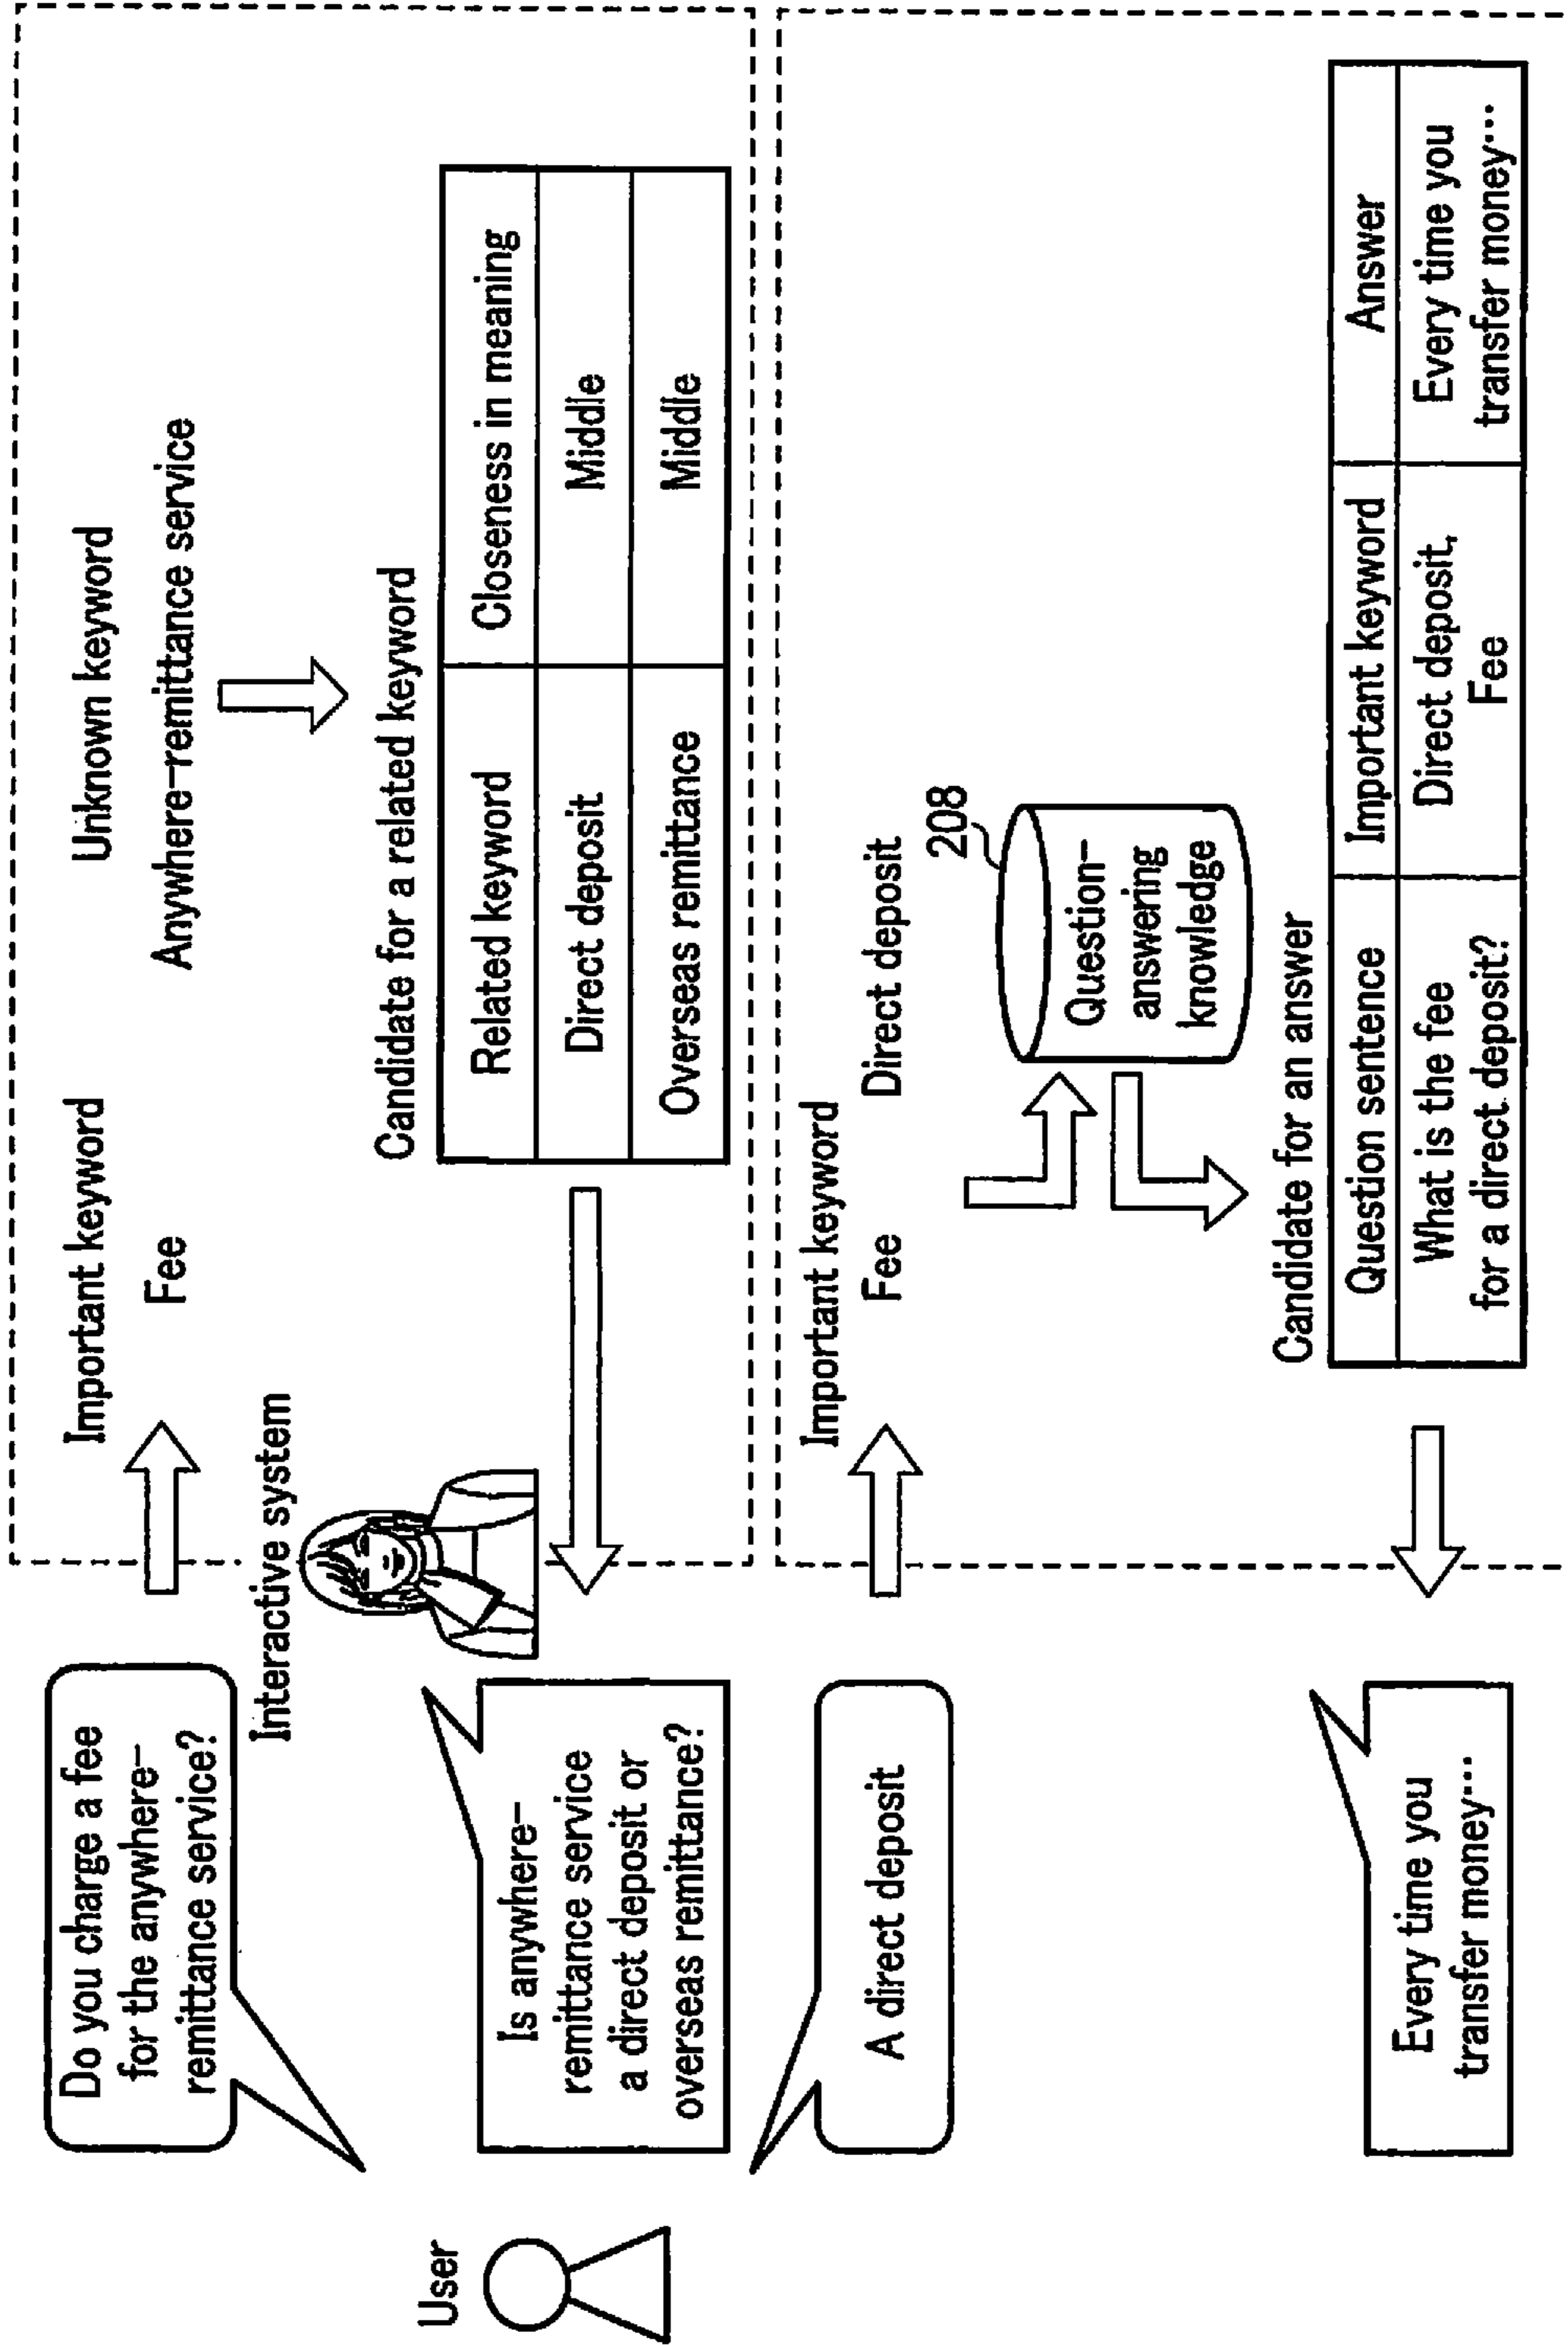 Do you charge a fee
for the anywhere-
remittance service?
Important keyword
Fee
Unknown keyword
Anywhere-remittance service
Interactive system
User
Candidate for a related keyword
Related keyword
Closeness in meaning
Direct deposit
Middle
Overseas remittance
Middle
Is anywhere-
remittance service
a direct deposit or
overseas remittance?
A direct deposit
Important keyword
Fee
Direct deposit
208
Question-
answering
knowledge
Candidate for an answer
Question sentence
Important keyword
Answer
What is the fee
for a direct deposit?
Direct deposit,
Fee
Every time you
transfer money···
Every time you
transfer money···